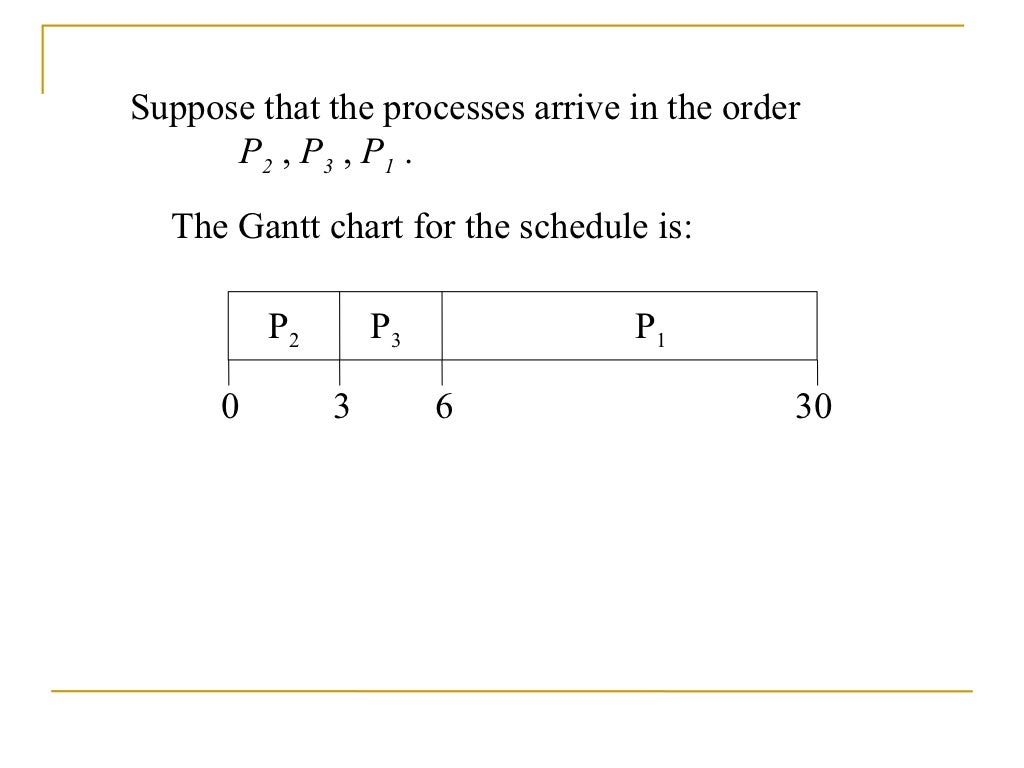 Suppose that the processes arrive in the order
P2 , P3 , P1 .
The Gantt chart for the schedule is:
P2 P3 P1
0 3 6 30